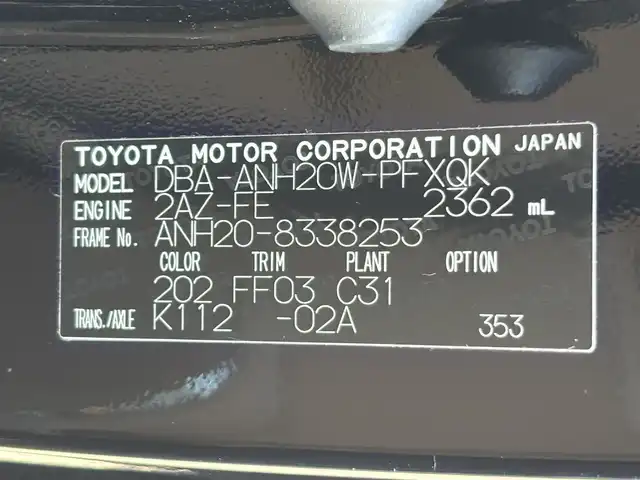 TOYOTA MOTOR CORPORATION JAPAN
MODEL DBA-ANH20W-PFXQK
ENGINE 2AZ-FE 2362 mL
FRAME No. ANH20-8338253
COLOR TRIM PLANT OPTION
202 FF03 C31
TRANS./AXLE K112 -02A 353